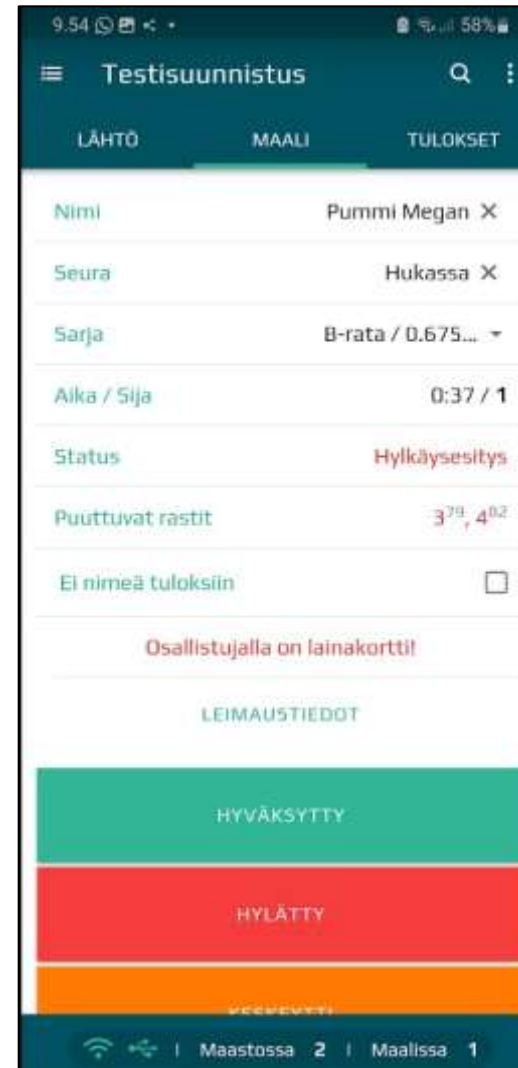 9.54 58%
Testisuunnistus
LÄHTÖ MAALI TULOKSET
Nimi Pummi Megan ×
Seura Hukassa ×
Sarja B-rata / 0.675...
Aika / Sija 0:37 / 1
Status Hylkäysesitys
Puuttuvat rastit 3⁷⁹, 4⁰²
Ei nimeä tuloksiin
Osallistujalla on lainakortti!
LEIMAUSTIEDOT
HYVÄKSYTTY
HYLÄTTY
KESKEYTTI
| Maastossa 2 | Maalissa 1